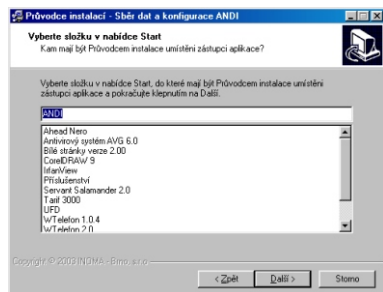 Průvodce instalací - Sběr dat a konfigurace ANDI
Vyberte složku v nabídce Start
Kam mají být Průvodcem instalace umístěni zástupci aplikace?
Vyberte složku v nabídce Start, do které mají být Průvodcem instalace umístěni
zástupci aplikace a pokračujte klepnutím na Další.
ANDI
Ahead Nero
Antivirový systém AVG 6.0
Bílé stránky verze 2.00
CorelDRAW 9
IrfanView
Příslušenství
Servant Salamander 2.0
Tarif 3000
UFD
WTelefon 1.0.4
WTelefon 2.0
Copyright © 2003 INOMA - Brno, s.r.o
< Zpět
Další >
Storno